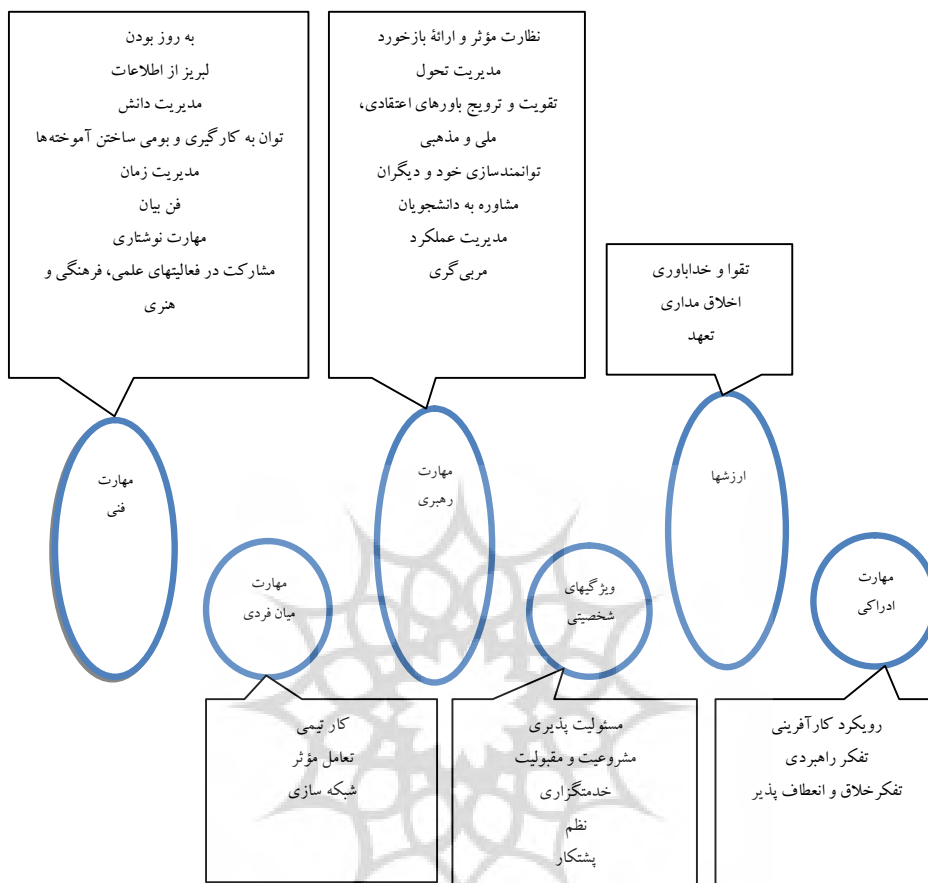 تقوا و خداباوری
اخلاق مداری
تعهد
نظارت مؤثر و ارائهٔ بازخورد
مدیریت تحول
تقویت و ترویج باورهای اعتقادی،
ملی و مذهبی
توانمندسازی خود و دیگران
مشاوره به دانشجویان
مدیریت عملکرد
مربی‌گری
به روز بودن
لبریز از اطلاعات
مدیریت دانش
توان به کارگیری و بومی ساختن آموخته‌ها
مدیریت زمان
فن بیان
مهارت نوشتاری
مشارکت در فعالیتهای علمی، فرهنگی و
هنری
مهارت
ادراکی
ارزشها
ویژگیهای
شخصیتی
مهارت
رهبری
مهارت
میان فردی
مهارت
فنی
رویکرد کارآفرینی
تفکر راهبردی
تفکرخلاق و انعطاف پذیر
مسئولیت پذیری
مشروعیت و مقبولیت
خدمتگزاری
نظم
پشتکار
کار تیمی
تعامل مؤثر
شبکه سازی